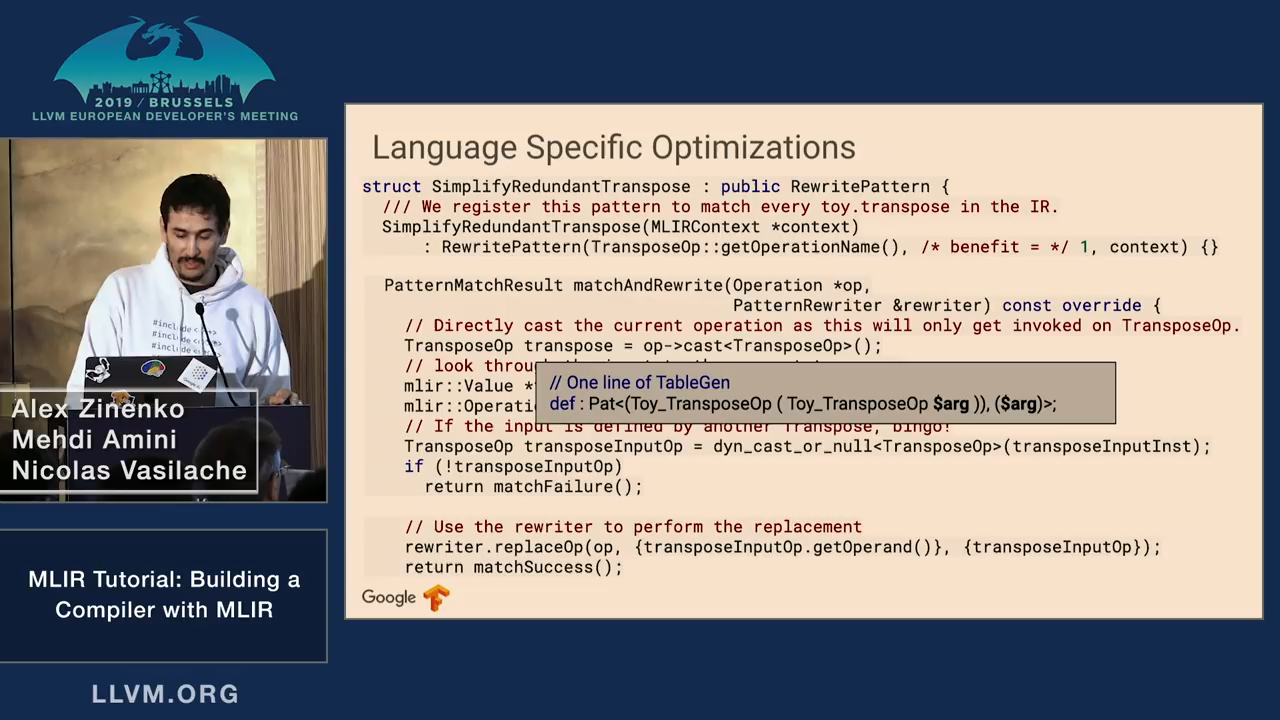 2019 / BRUSSELS
LLVM EUROPEAN DEVELOPER'S MEETING
#include
#include
#include
Alex Zinenko
Mehdi Amini
Nicolas Vasilache
MLIR Tutorial: Building a
Compiler with MLIR
LLVM.ORG
Language Specific Optimizations
struct SimplifyRedundantTranspose : public RewritePattern {
/// We register this pattern to match every toy.transpose in the IR.
SimplifyRedundantTranspose(MLIRContext *context)
: RewritePattern(TransposeOp::getOperationName(), /* benefit = */ 1, context) {}
PatternMatchResult matchAndRewrite(Operation *op,
PatternRewriter &rewriter) const override {
// Directly cast the current operation as this will only get invoked on TransposeOp.
TransposeOp transpose = op->cast<TransposeOp>();
// look
mlir::Value
// One line of TableGen
def : Pat<(Toy_TransposeOp ( Toy_TransposeOp $arg )), ($arg)>;
// If the input is defined by another Transpose, bingo!
TransposeOp transposeInputOp = dyn_cast_or_null<TransposeOp>(transposeInputInst);
if (!transposeInputOp)
return matchFailure();
// Use the rewriter to perform the replacement
rewriter.replaceOp(op, {transposeInputOp.getOperand()}, {transposeInputOp});
return matchSuccess();
Google